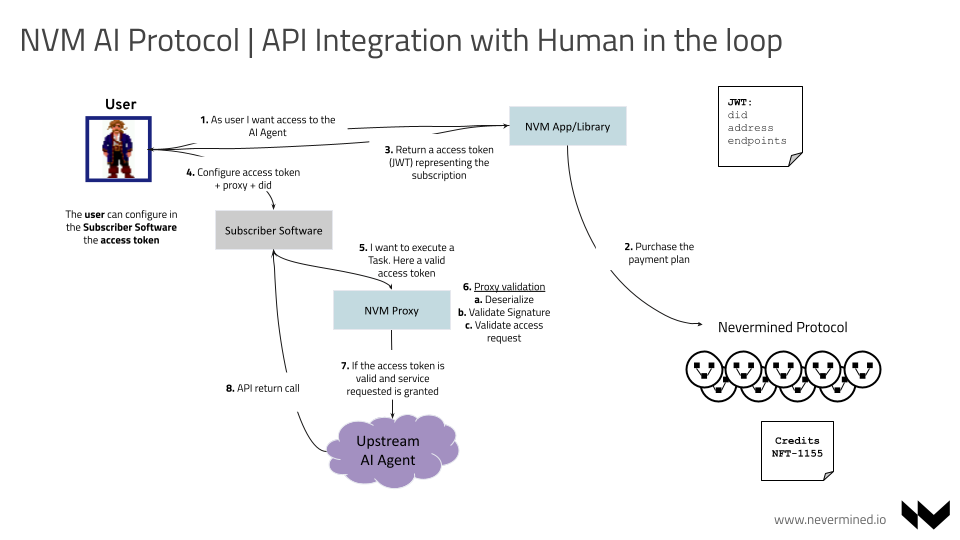 NVM AI Protocol | API Integration with Human in the loop
User
1. As user I want access to the
AI Agent
NVM App/Library
JWT:
did
address
endpoints
3. Return a access token
(JWT) representing the
subscription
4. Configure access token
+ proxy + did
The user can configure in
the Subscriber Software
the access token
Subscriber Software
5. I want to execute a
Task. Here a valid
access token
2. Purchase the
payment plan
6. Proxy validation
a. Deserialize
b. Validate Signature
c. Validate access
request
NVM Proxy
Nevermined Protocol
7. If the access token is
valid and service
requested is granted
8. API return call
Upstream
AI Agent
Credits
NFT-1155
www.nevermined.io